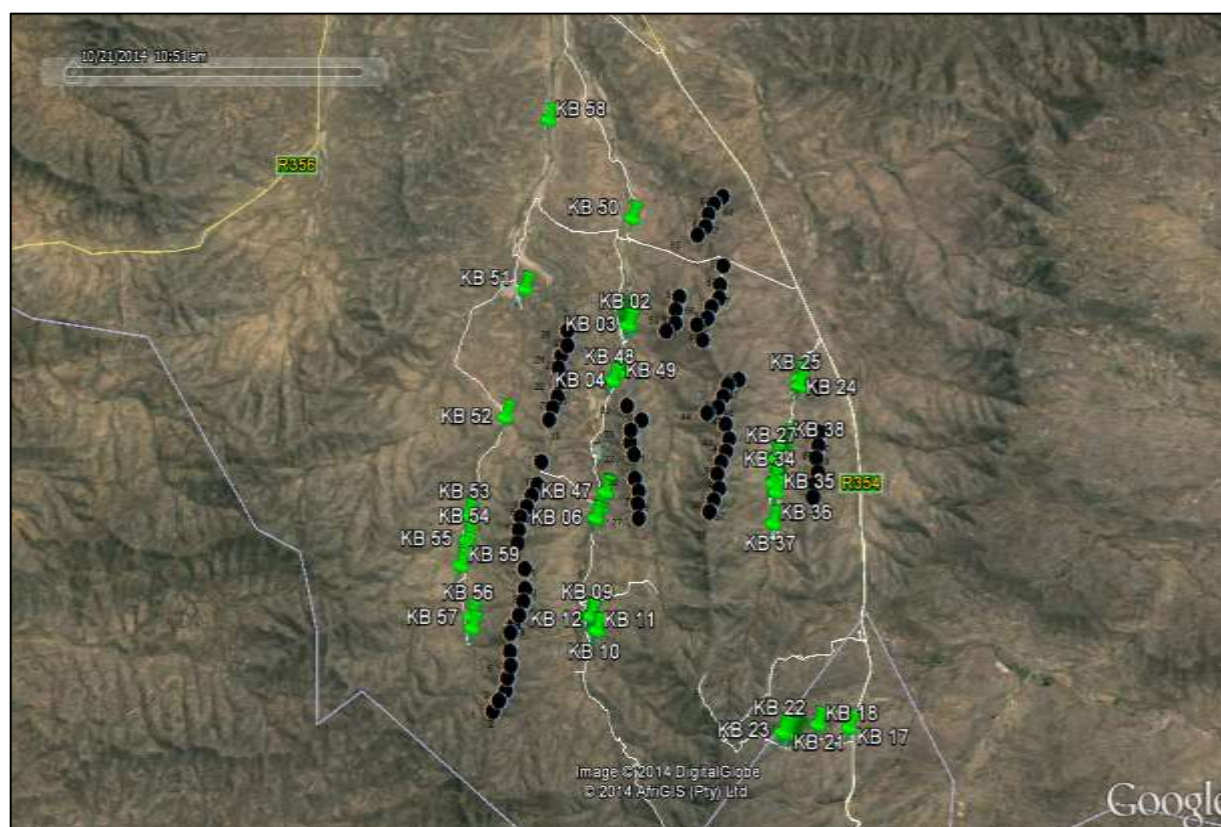 10/21/2014 10:51 am
KB 58
R356
KB 50
KB 51
KB 02
KB 03
KB 48
KB 49
KB 04
KB 25
KB 24
KB 52
KB 38
KB 27
KB 34
KB 35
R354
KB 47
KB 53
KB 54
KB 06
KB 36
KB 55
KB 59
KB 37
KB 56
KB 09
KB 57
KB 12
KB 11
KB 10
KB 22
KB 18
KB 23
KB 21
KB 17
Image © 2014 DigitalGlobe
© 2014 AfriGIS (Pty) Ltd.
Google